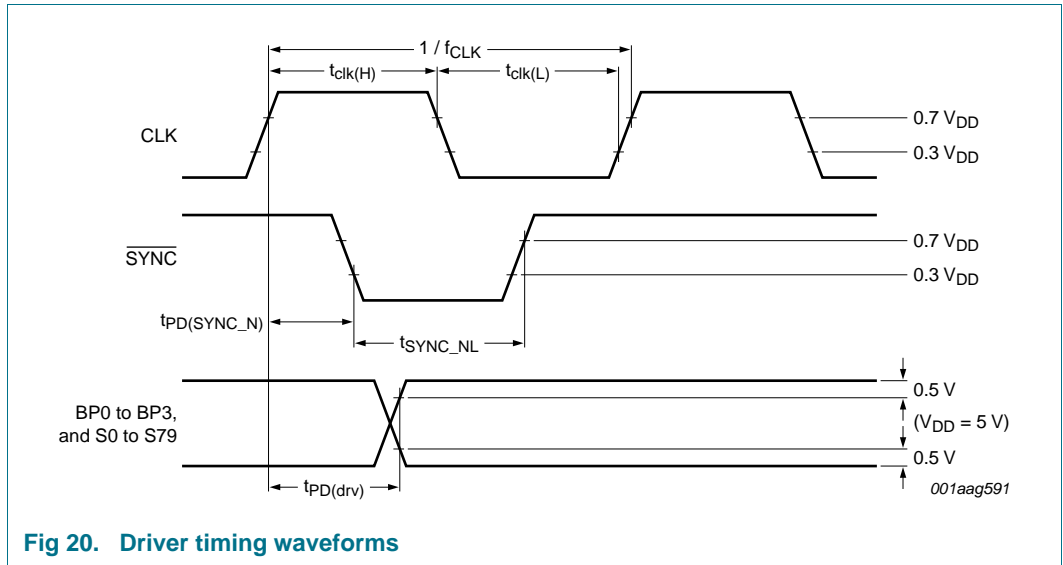 1 / fCLK
tclk(H)
tclk(L)
CLK
0.7 VDD
0.3 VDD
SYNC
0.7 VDD
0.3 VDD
tPD(SYNC_N)
tSYNC_NL
BP0 to BP3,
and S0 to S79
0.5 V
(VDD = 5 V)
0.5 V
tPD(drv)
001aag591
Fig 20. Driver timing waveforms